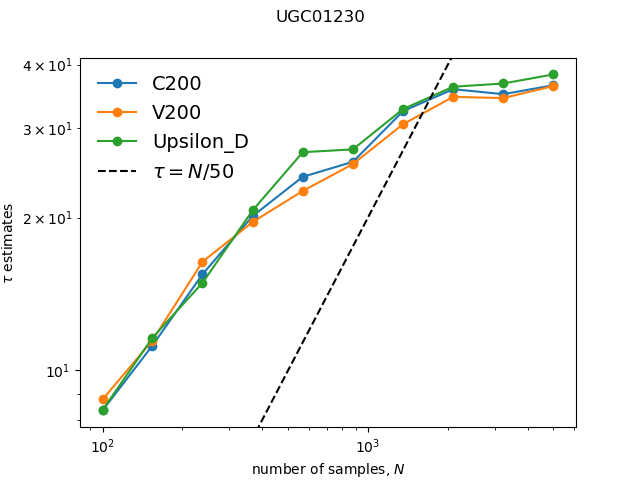 UGC01230
C200
V200
Upsilon_D
τ = N/50
4 × 10¹
3 × 10¹
2 × 10¹
10¹
τ estimates
10²
10³
number of samples, N